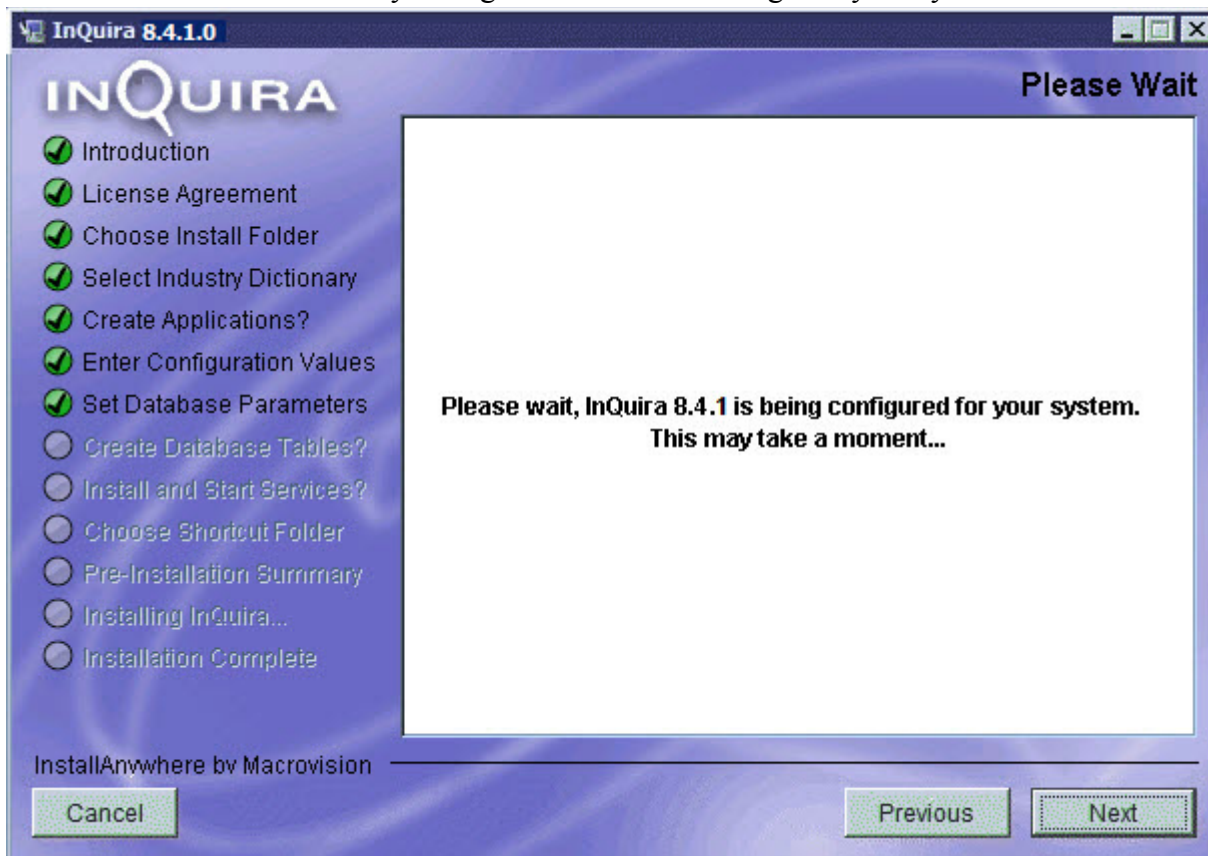 InQuira 8.4.1.0
INQUIRA
Please Wait
Introduction
License Agreement
Choose Install Folder
Select Industry Dictionary
Create Applications?
Enter Configuration Values
Set Database Parameters
Create Database Tables?
Install and Start Services?
Choose Shortcut Folder
Pre-Installation Summary
Installing InQuira...
Installation Complete
Please wait, InQuira 8.4.1 is being configured for your system.
This may take a moment...
InstallAnywhere by Macrovision
Cancel
Previous
Next